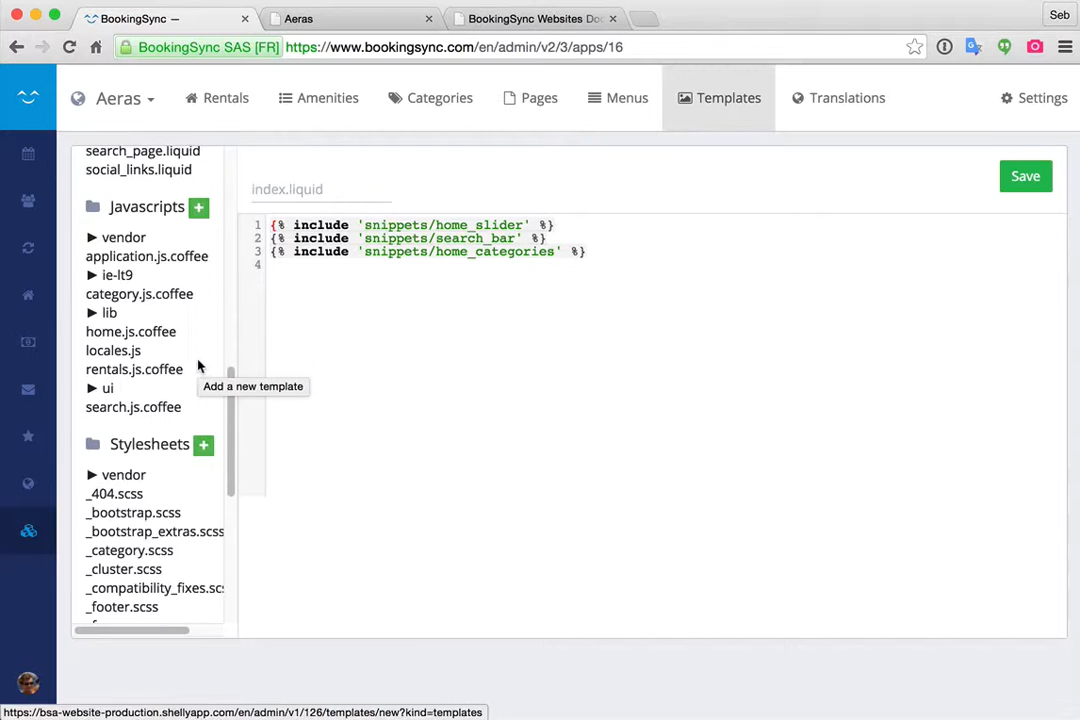 BookingSync —
Aeras
BookingSync Websites Do
Seb
BookingSync SAS [FR] https://www.bookingsync.com/en/admin/v2/3/apps/16
Aeras
Rentals
Amenities
Categories
Pages
Menus
Templates
Translations
Settings
search_page.liquid
social_links.liquid
Javascripts
vendor
application.js.coffee
ie-lt9
category.js.coffee
lib
home.js.coffee
locales.js
rentals.js.coffee
ui
search.js.coffee
Stylesheets
vendor
_404.scss
_bootstrap.scss
_bootstrap_extras.scss
_category.scss
_cluster.scss
_compatibility_fixes.sc
_footer.scss
Add a new template
index.liquid
Save
1 {% include 'snippets/home_slider' %}
2 {% include 'snippets/search_bar' %}
3 {% include 'snippets/home_categories' %}
4
https://bsa-website-production.shellyapp.com/en/admin/v1/126/templates/new?kind=templates